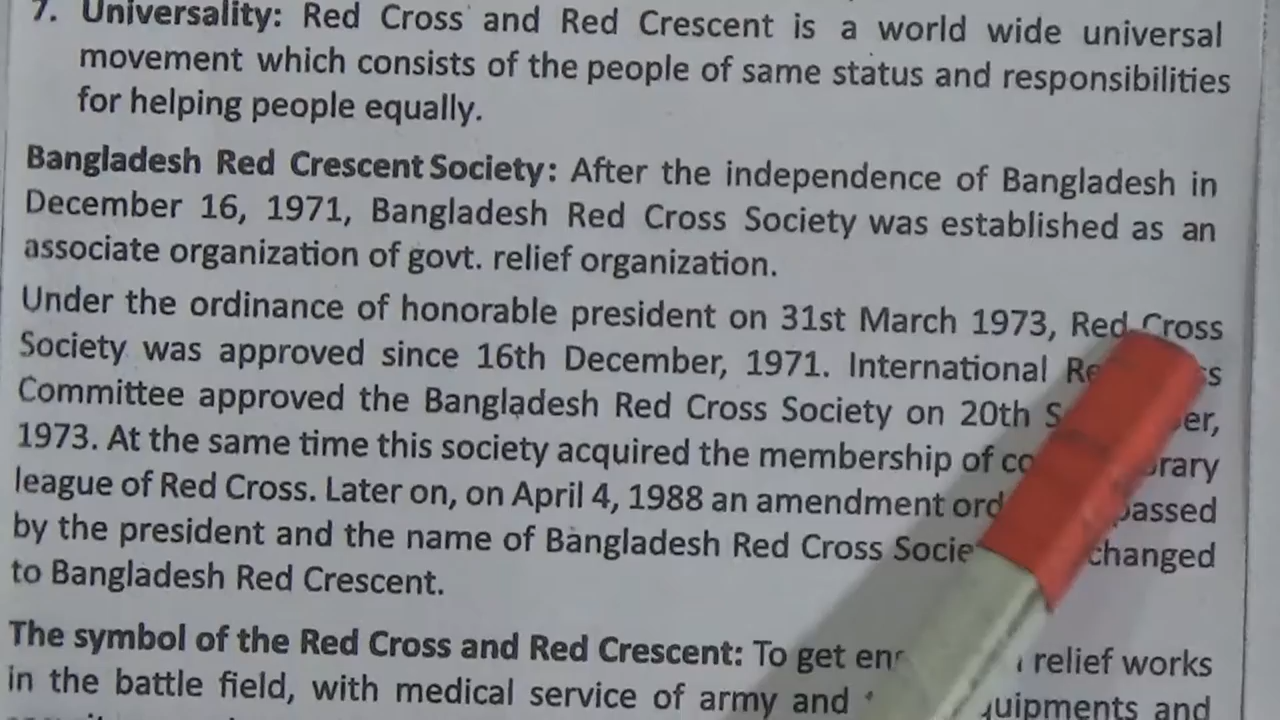 7. Universality: Red Cross and Red Crescent is a world wide universal
movement which consists of the people of same status and responsibilities
for helping people equally.
Bangladesh Red Crescent Society: After the independence of Bangladesh in
December 16, 1971, Bangladesh Red Cross Society was established as an
associate organization of govt. relief organization.
Under the ordinance of honorable president on 31st March 1973, Red Cross
Society was approved since 16th December, 1971. International
Committee approved the Bangladesh Red Cross Society on 20th
1973. At the same time this society acquired the membership of
league of Red Cross. Later on, on April 4, 1988 an amendment passed
by the president and the name of Bangladesh Red Cross changed
to Bangladesh Red Crescent.
The symbol of the Red Cross and Red Crescent: To get relief works
in the battle field, with medical service of army and